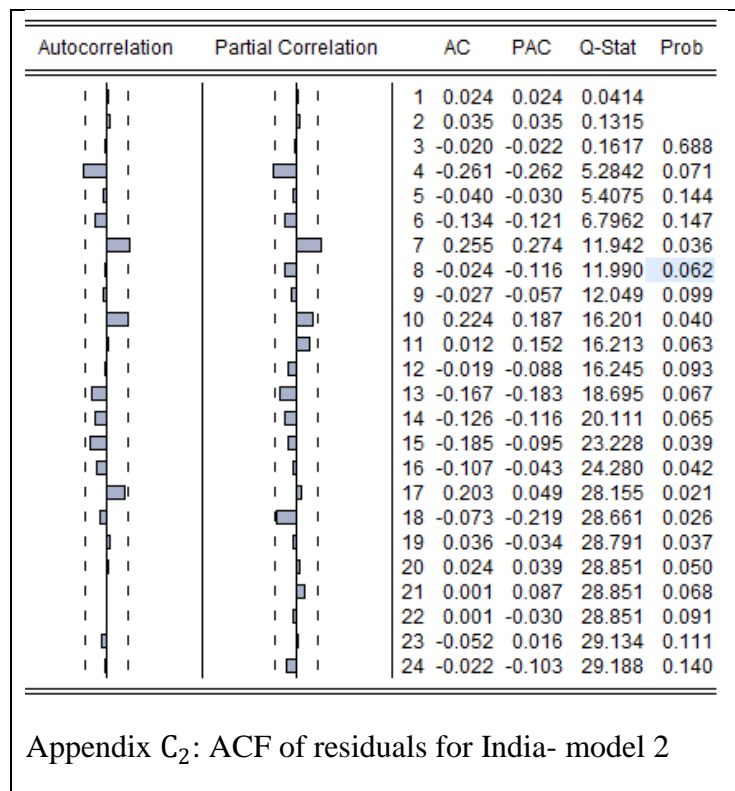 Autocorrelation Partial Correlation AC PAC Q-Stat Prob
1 0.024 0.024 0.0414
2 0.035 0.035 0.1315
3 -0.020 -0.022 0.1617 0.688
4 -0.261 -0.262 5.2842 0.071
5 -0.040 -0.030 5.4075 0.144
6 -0.134 -0.121 6.7962 0.147
7 0.255 0.274 11.942 0.036
8 -0.024 -0.116 11.990 0.062
9 -0.027 -0.057 12.049 0.099
10 0.224 0.187 16.201 0.040
11 0.012 0.152 16.213 0.063
12 -0.019 -0.088 16.245 0.093
13 -0.167 -0.183 18.695 0.067
14 -0.126 -0.116 20.111 0.065
15 -0.185 -0.095 23.228 0.039
16 -0.107 -0.043 24.280 0.042
17 0.203 0.049 28.155 0.021
18 -0.073 -0.219 28.661 0.026
19 0.036 -0.034 28.791 0.037
20 0.024 0.039 28.851 0.050
21 0.001 0.087 28.851 0.068
22 0.001 -0.030 28.851 0.091
23 -0.052 0.016 29.134 0.111
24 -0.022 -0.103 29.188 0.140
Appendix C₂: ACF of residuals for India- model 2